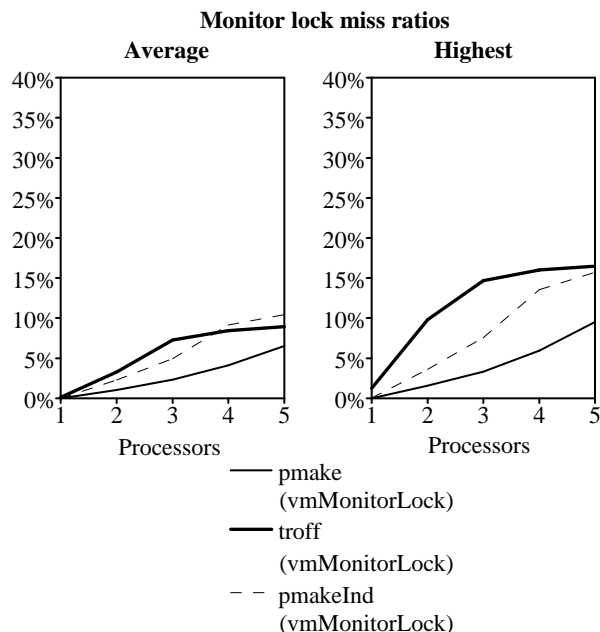 Monitor lock miss ratios
Average
40%
35%
30%
25%
20%
15%
10%
5%
0%
1 2 3 4 5
Processors
Highest
40%
35%
30%
25%
20%
15%
10%
5%
0%
1 2 3 4 5
Processors
pmake
(vmMonitorLock)
troff
(vmMonitorLock)
pmakeInd
(vmMonitorLock)